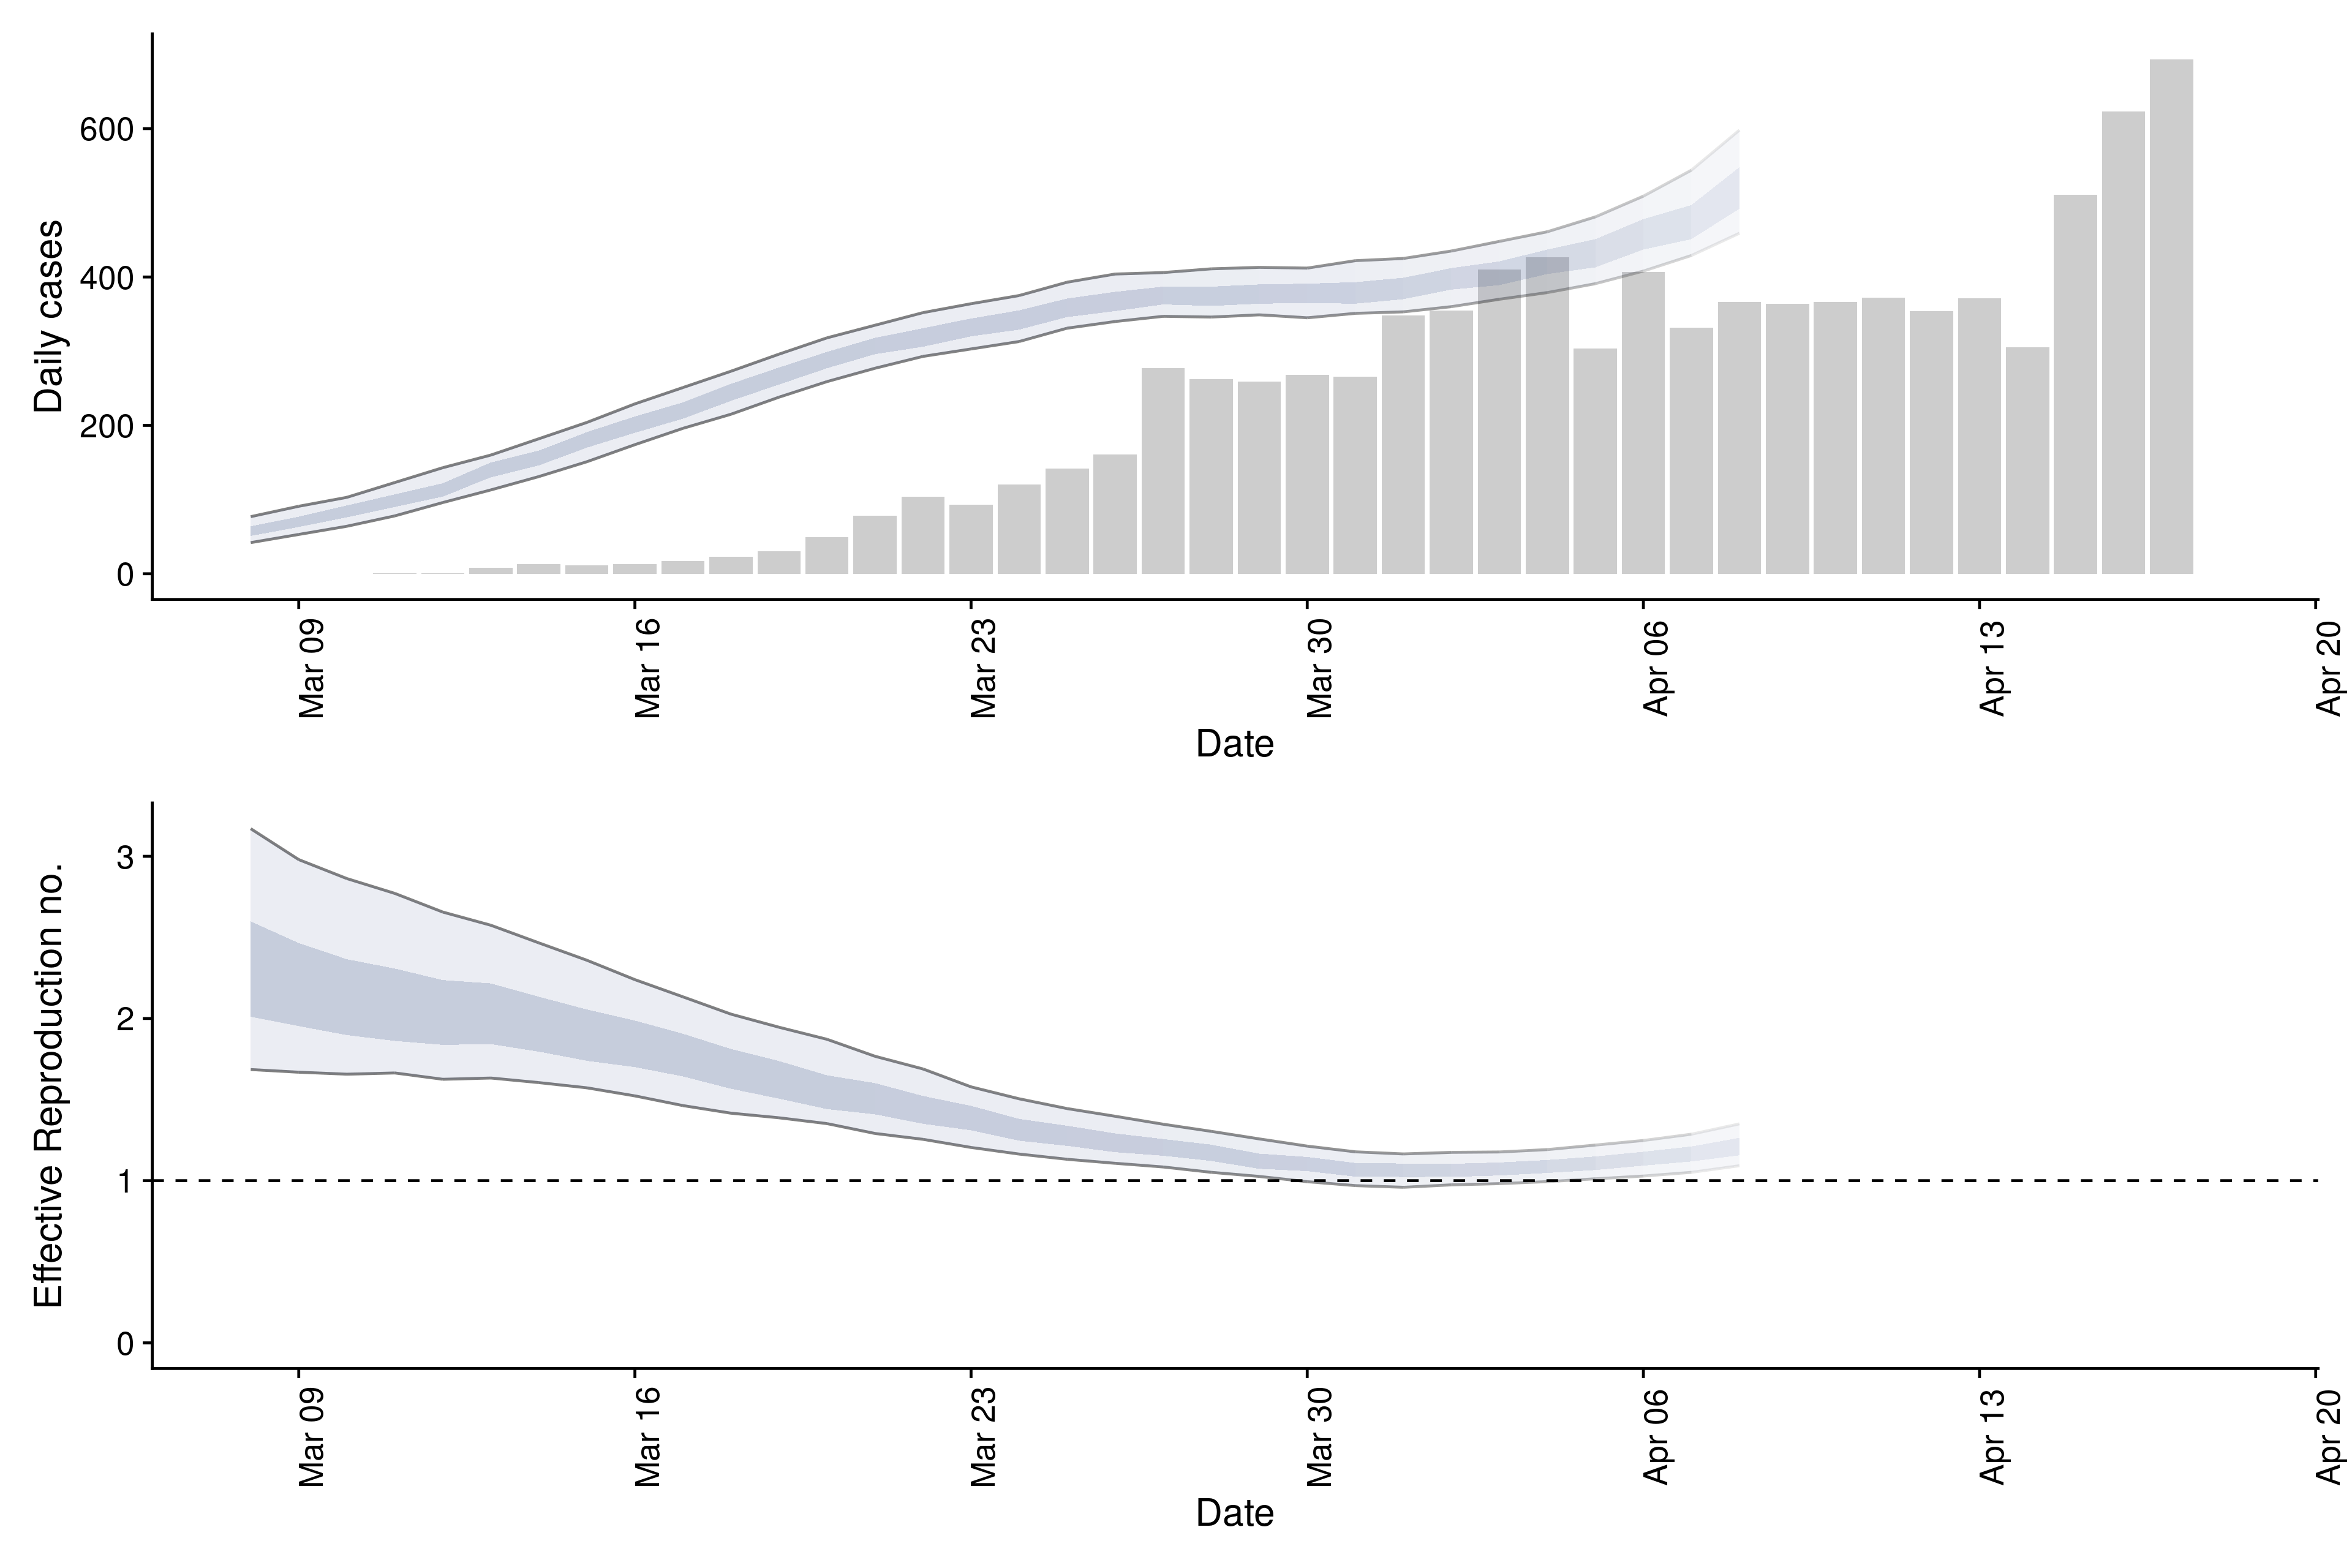 Daily cases
600
400
200
0
Mar 09
Mar 16
Mar 23
Mar 30
Apr 06
Apr 13
Apr 20
Date
Effective Reproduction no.
3
2
1
0
Mar 09
Mar 16
Mar 23
Mar 30
Apr 06
Apr 13
Apr 20
Date